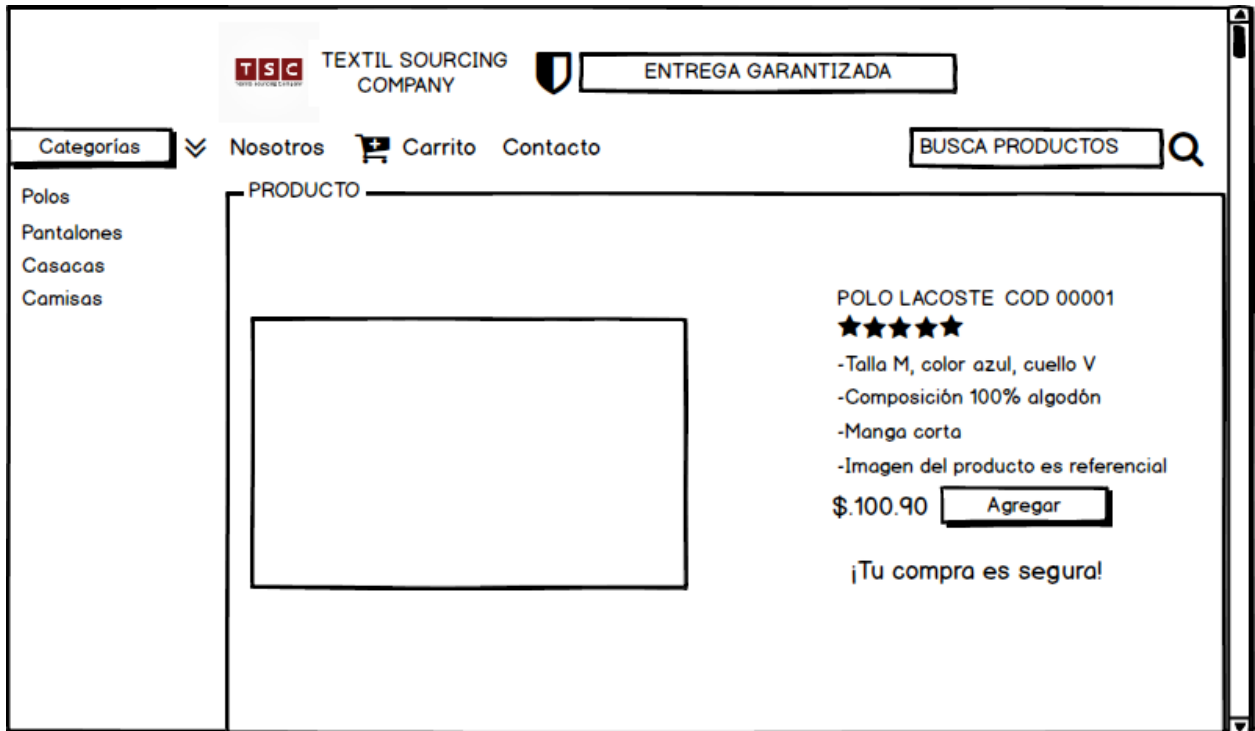 TSC
TEXTIL SOURCING
COMPANY
ENTREGA GARANTIZADA
Categorías
Nosotros
Carrito
Contacto
BUSCA PRODUCTOS
Polos
Pantalones
Casacas
Camisas
PRODUCTO
POLO LACOSTE COD 00001
-Talla M, color azul, cuello V
-Composición 100% algodón
-Manga corta
-Imagen del producto es referencial
$.100.90
Agregar
¡Tu compra es segura!